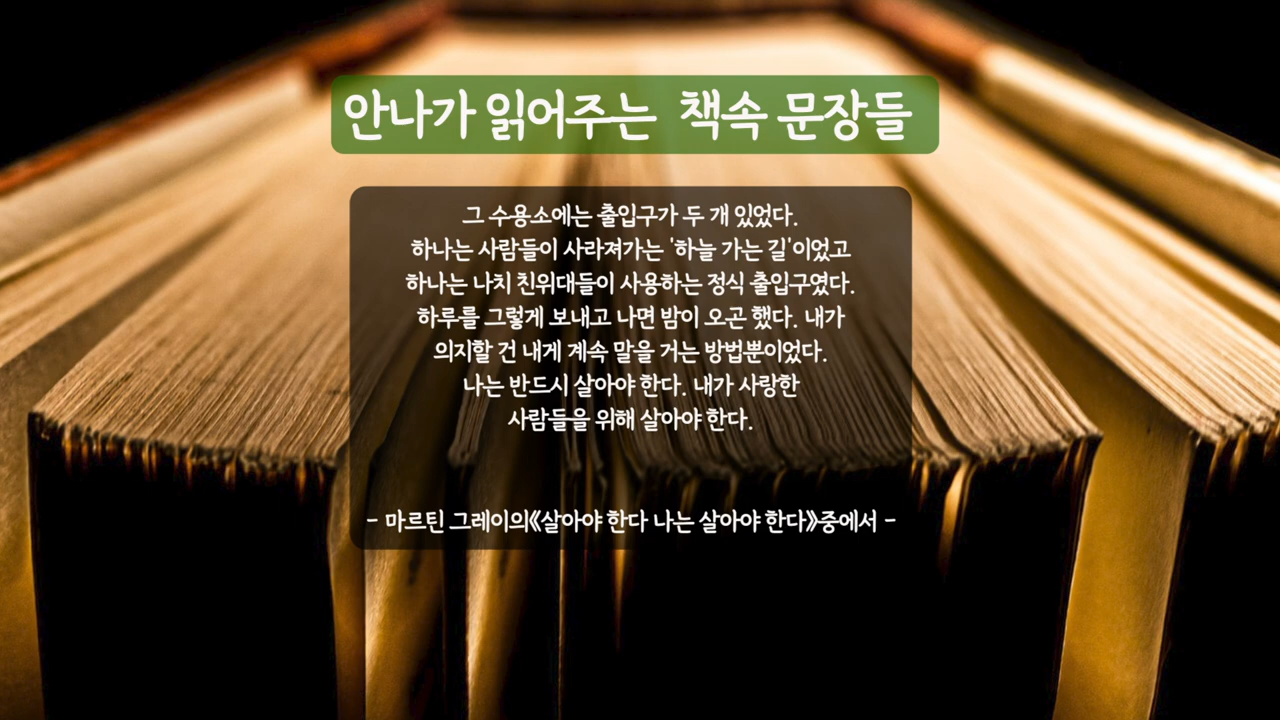 안나가 읽어주는 책속 문장들
그 수용소에는 출입구가 두 개 있었다.
하나는 사람들이 사라져가는 '하늘 가는 길'이었고
하나는 나치 친위대들이 사용하는 정식 출입구였다.
하루를 그렇게 보내고 나면 밤이 오곤 했다. 내가
의지할 건 내게 계속 말을 거는 방법뿐이었다.
나는 반드시 살아야 한다. 내가 사랑한
사람들을 위해 살아야 한다.
- 마르틴 그레이의《살아야 한다 나는 살아야 한다》중에서 -